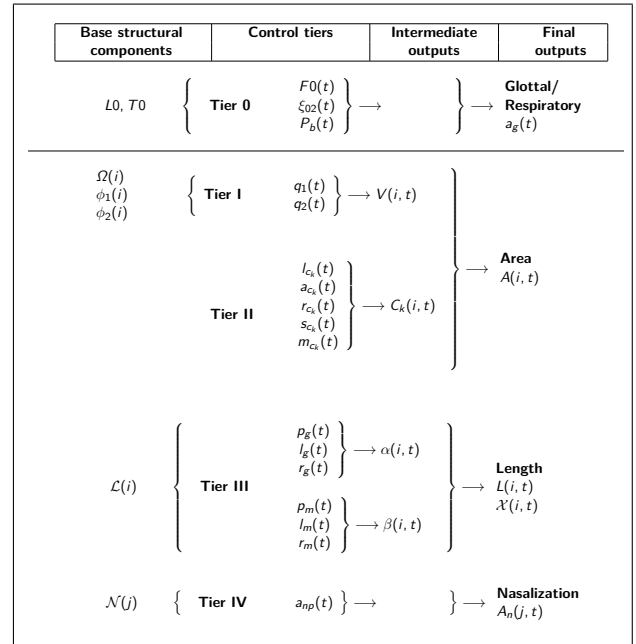 Base structural components Control tiers Intermediate outputs Final outputs
L0, T0 { Tier 0 F0(t) ξ02(t) Pb(t) } ⟶ } ⟶ Glottal/ Respiratory ag(t)
Ω(i) ϕ1(i) ϕ2(i) { Tier I q1(t) q2(t) } ⟶ V(i, t)
Tier II lck(t) ack(t) rck(t) sck(t) mck(t) } ⟶ Ck(i, t)
} ⟶ Area A(i, t)
ℒ(i) { Tier III pg(t) lg(t) rg(t) } ⟶ α(i, t)
pm(t) lm(t) rm(t) } ⟶ β(i, t)
} ⟶ Length L(i, t) 𝒳(i, t)
𝒩(j) { Tier IV anp(t) } ⟶ } ⟶ Nasalization An(j, t)